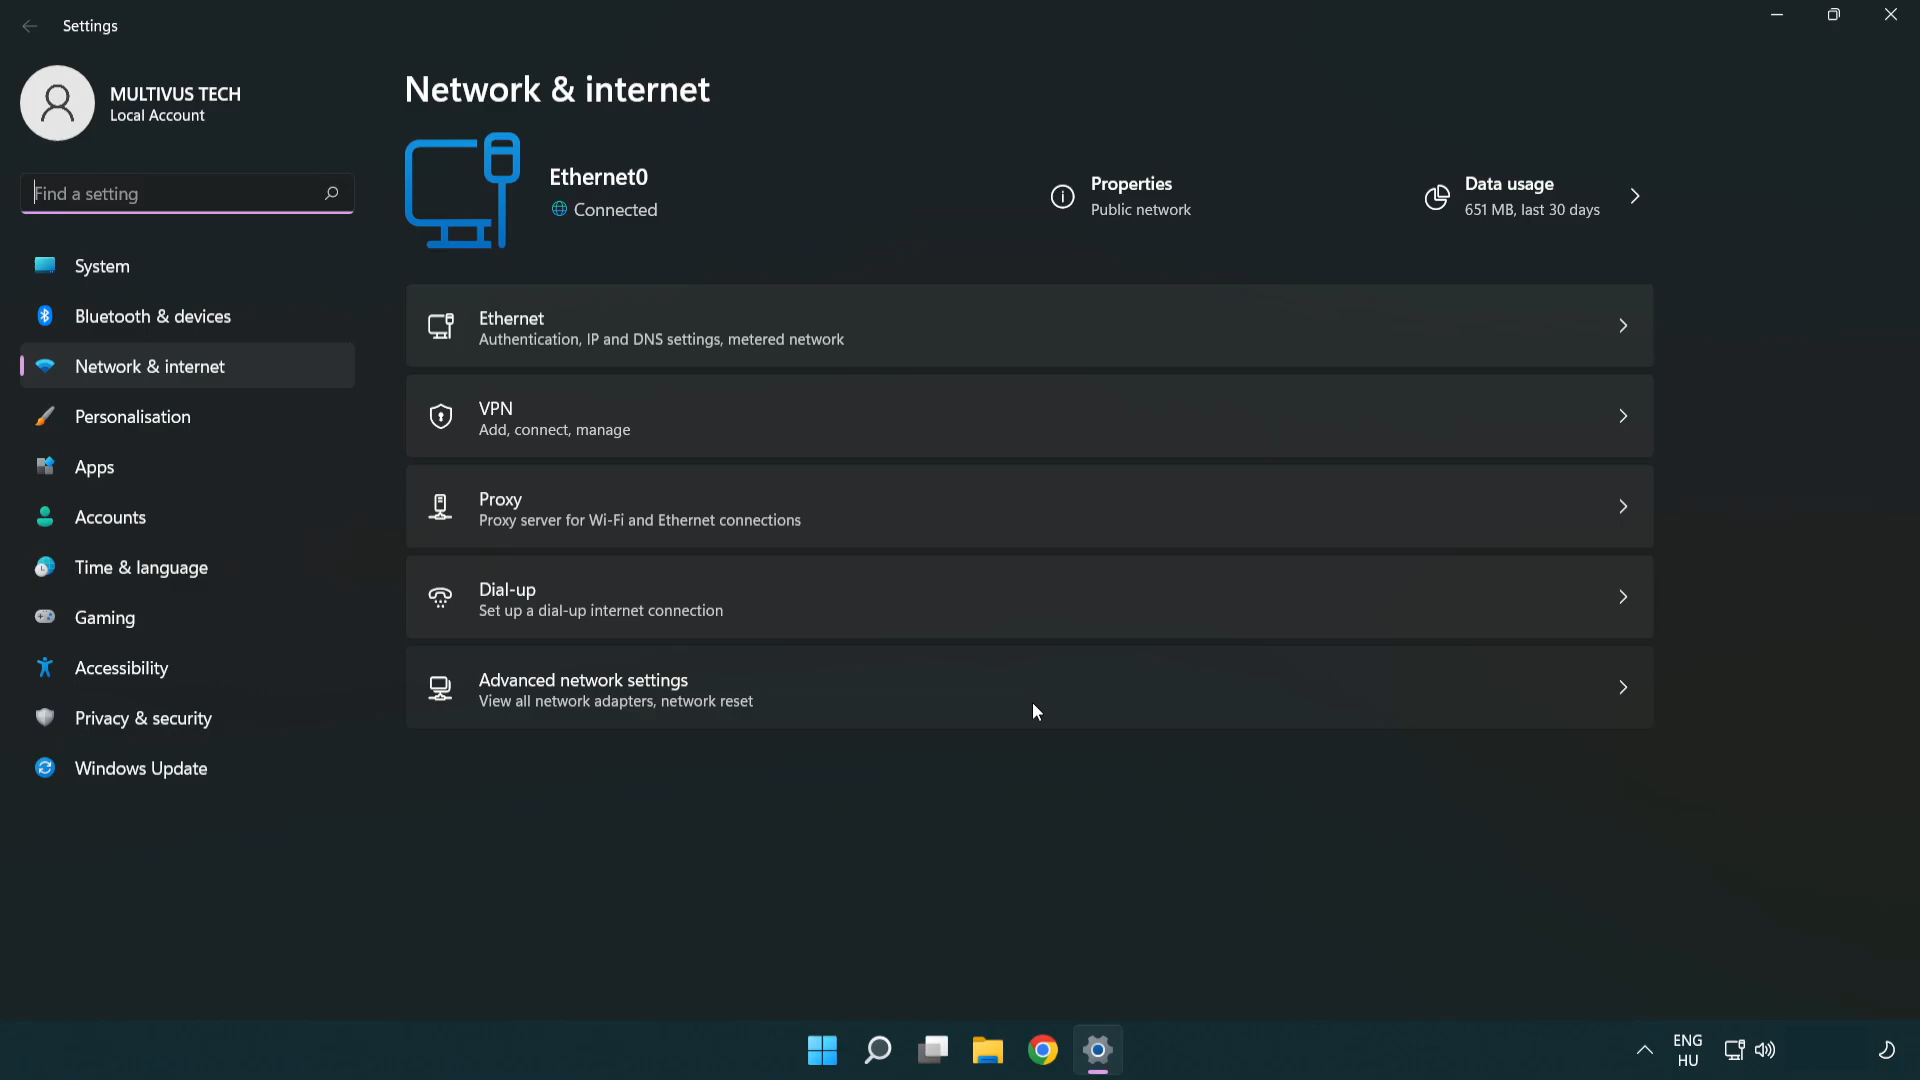 Settings
MULTIVUS TECH
Local Account
Find a setting
System
Bluetooth & devices
Network & internet
Personalisation
Apps
Accounts
Time & language
Gaming
Accessibility
Privacy & security
Windows Update
Network & internet
Ethernet0
Connected
Properties
Public network
Data usage
651 MB, last 30 days
Ethernet
Authentication, IP and DNS settings, metered network
VPN
Add, connect, manage
Proxy
Proxy server for Wi-Fi and Ethernet connections
Dial-up
Set up a dial-up internet connection
Advanced network settings
View all network adapters, network reset
ENG
HU